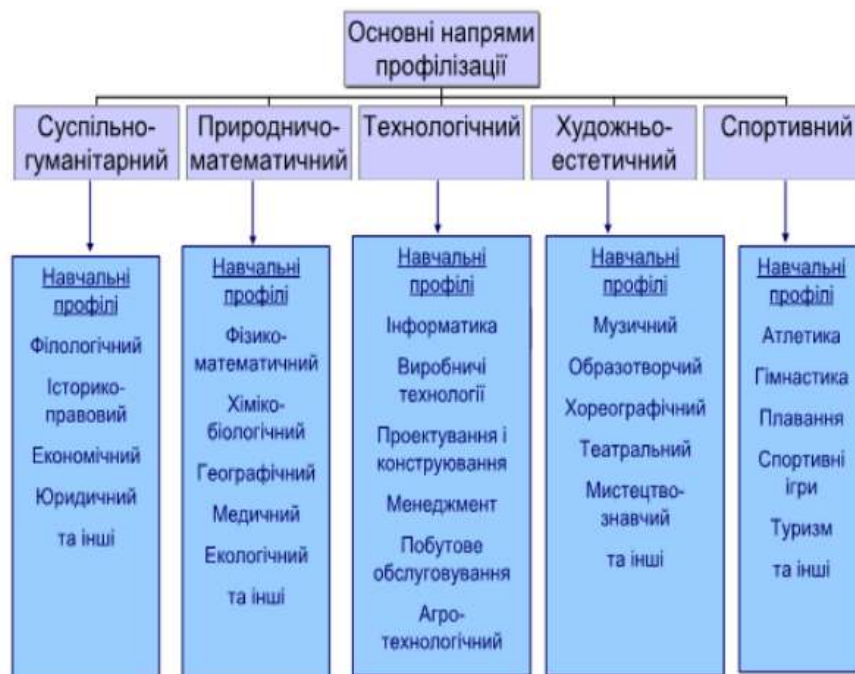 Основні напрями
профілізації
Суспільно-
гуманітарний
Природничо-
математичний
Технологічний
Художньо-
естетичний
Спортивний
Навчальні
профілі
Філологічний
Історико-
правовий
Економічний
Юридичний
та інші
Навчальні
профілі
Фізико-
математичний
Хіміко-
біологічний
Географічний
Медичний
Екологічний
та інші
Навчальні
профілі
Інформатика
Виробничі
технології
Проектування і
конструювання
Менеджмент
Побутове
обслуговування
Агро-
технологічний
Навчальні
профілі
Музичний
Образотворчий
Хореографічний
Театральний
Мистецтво-
знавчий
та інші
Навчальні
профілі
Атлетика
Гімнастика
Плавання
Спортивні
ігри
Туризм
та інші